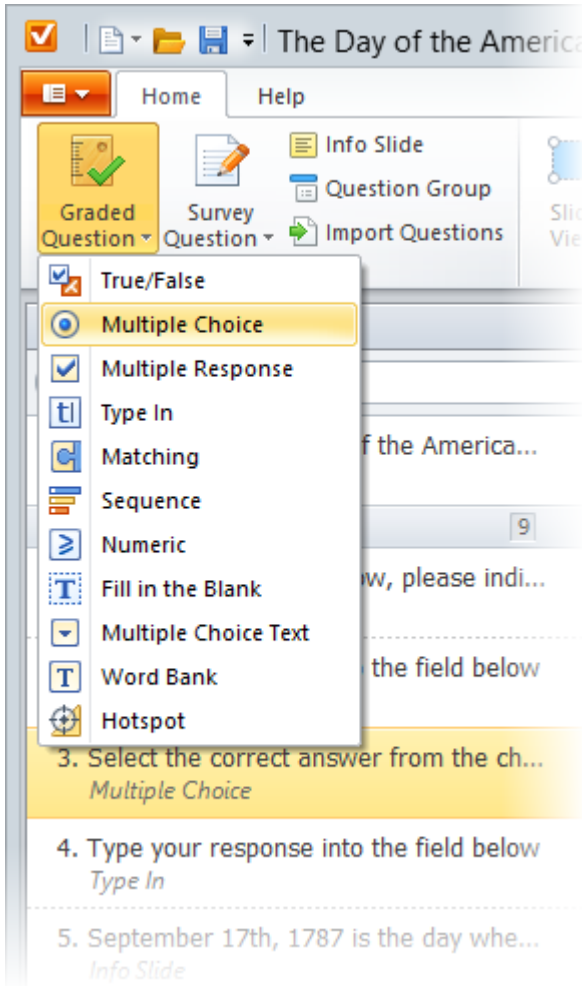 The Day of the Americ
Home Help
Graded Question
Survey Question
Info Slide
Question Group
Import Questions
Slic
Vie
True/False
Multiple Choice
Multiple Response
Type In
Matching
Sequence
Numeric
Fill in the Blank
Multiple Choice Text
Word Bank
Hotspot
f the America...
9
w, please indi...
the field below
3. Select the correct answer from the ch...
Multiple Choice
4. Type your response into the field below
Type In
5. September 17th, 1787 is the day whe...
Info Slide